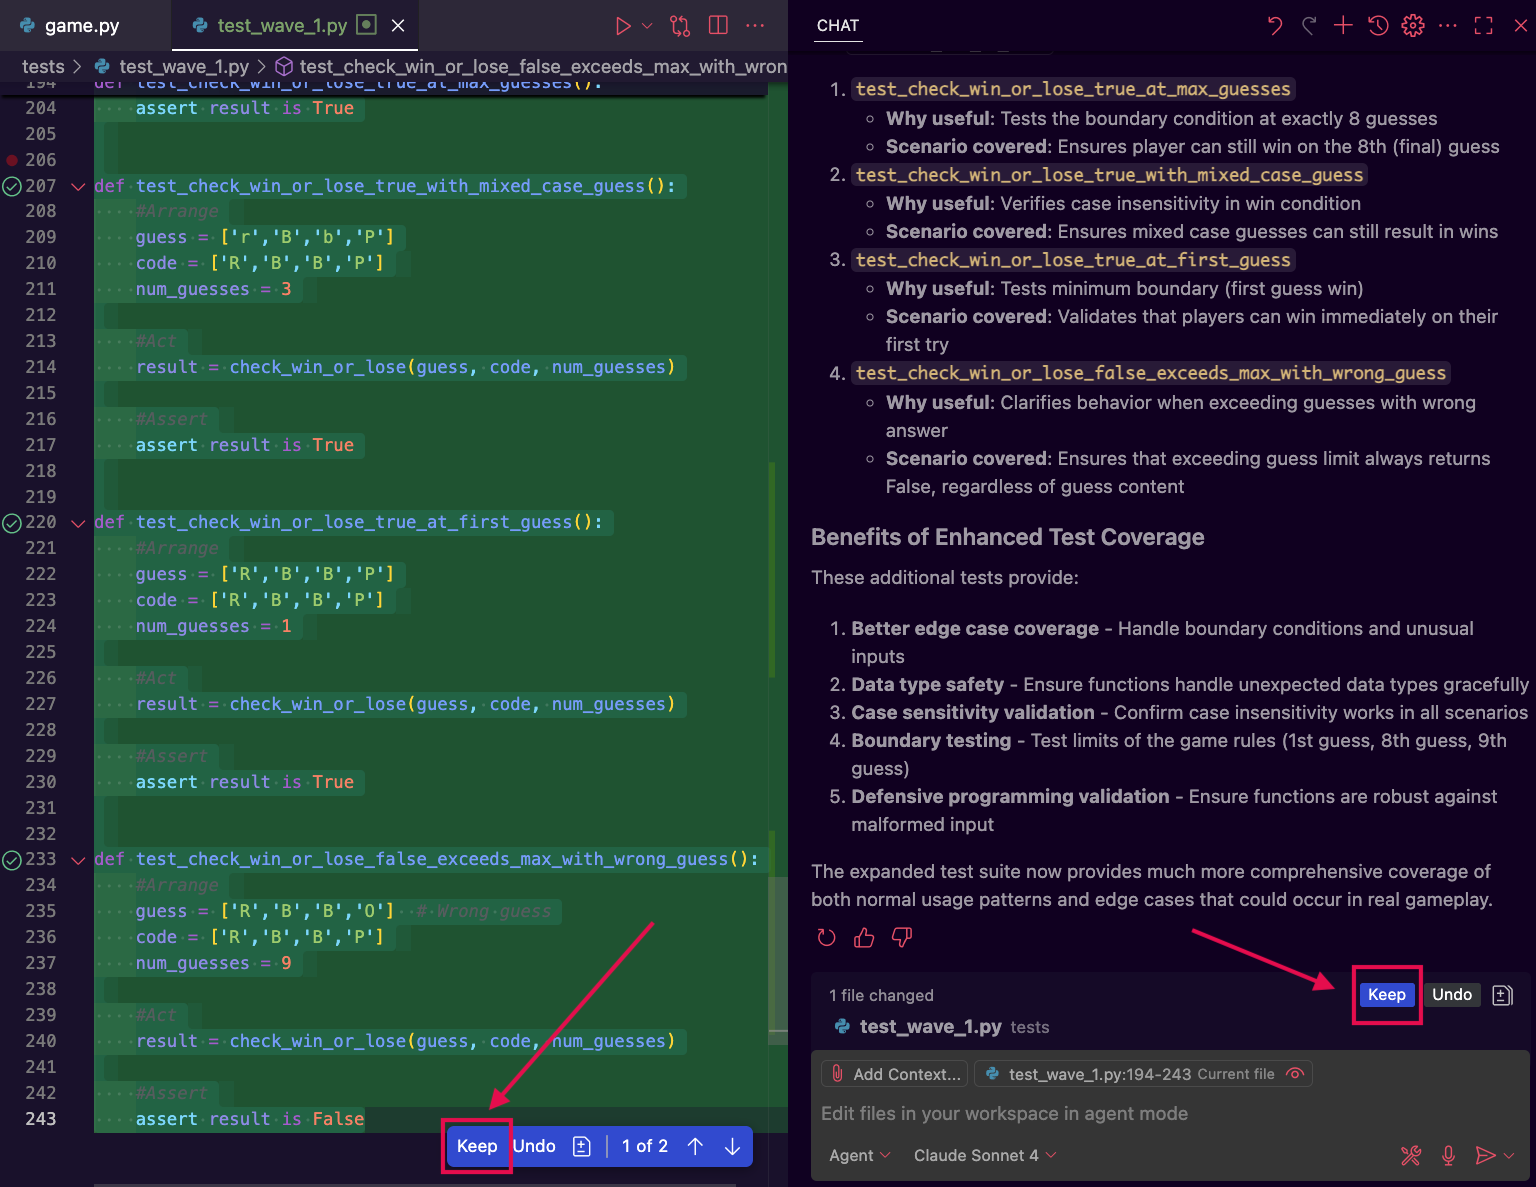 game.py
test_wave_1.py
tests > test_wave_1.py > test_check_win_or_lose_false_exceeds_max_with_wron
194 def test_check_win_or_lose_true_at_max_guesses():
204 assert result is True
205
206
207 def test_check_win_or_lose_true_with_mixed_case_guess():
208 #Arrange
209 guess = ['r','B','b','P']
210 code = ['R','B','B','P']
211 num_guesses = 3
212
213 #Act
214 result = check_win_or_lose(guess, code, num_guesses)
215
216 #Assert
217 assert result is True
218
219
220 def test_check_win_or_lose_true_at_first_guess():
221 #Arrange
222 guess = ['R','B','B','P']
223 code = ['R','B','B','P']
224 num_guesses = 1
225
226 #Act
227 result = check_win_or_lose(guess, code, num_guesses)
228
229 #Assert
230 assert result is True
231
232
233 def test_check_win_or_lose_false_exceeds_max_with_wrong_guess():
234 #Arrange
235 guess = ['R','B','B','O'] # Wrong guess
236 code = ['R','B','B','P']
237 num_guesses = 9
238
239 #Act
240 result = check_win_or_lose(guess, code, num_guesses)
241
242 #Assert
243 assert result is False
Keep Undo 1 of 2
CHAT
1. test_check_win_or_lose_true_at_max_guesses
Why useful: Tests the boundary condition at exactly 8 guesses
Scenario covered: Ensures player can still win on the 8th (final) guess
2. test_check_win_or_lose_true_with_mixed_case_guess
Why useful: Verifies case insensitivity in win condition
Scenario covered: Ensures mixed case guesses can still result in wins
3. test_check_win_or_lose_true_at_first_guess
Why useful: Tests minimum boundary (first guess win)
Scenario covered: Validates that players can win immediately on their
first try
4. test_check_win_or_lose_false_exceeds_max_with_wrong_guess
Why useful: Clarifies behavior when exceeding guesses with wrong
answer
Scenario covered: Ensures that exceeding guess limit always returns
False, regardless of guess content
Benefits of Enhanced Test Coverage
These additional tests provide:
1. Better edge case coverage - Handle boundary conditions and unusual
inputs
2. Data type safety - Ensure functions handle unexpected data types gracefully
3. Case sensitivity validation - Confirm case insensitivity works in all scenarios
4. Boundary testing - Test limits of the game rules (1st guess, 8th guess, 9th
guess)
5. Defensive programming validation - Ensure functions are robust against
malformed input
The expanded test suite now provides much more comprehensive coverage of
both normal usage patterns and edge cases that could occur in real gameplay.
1 file changed
Keep Undo
test_wave_1.py tests
Add Context... test_wave_1.py:194-243 Current file
Edit files in your workspace in agent mode
Agent Claude Sonnet 4